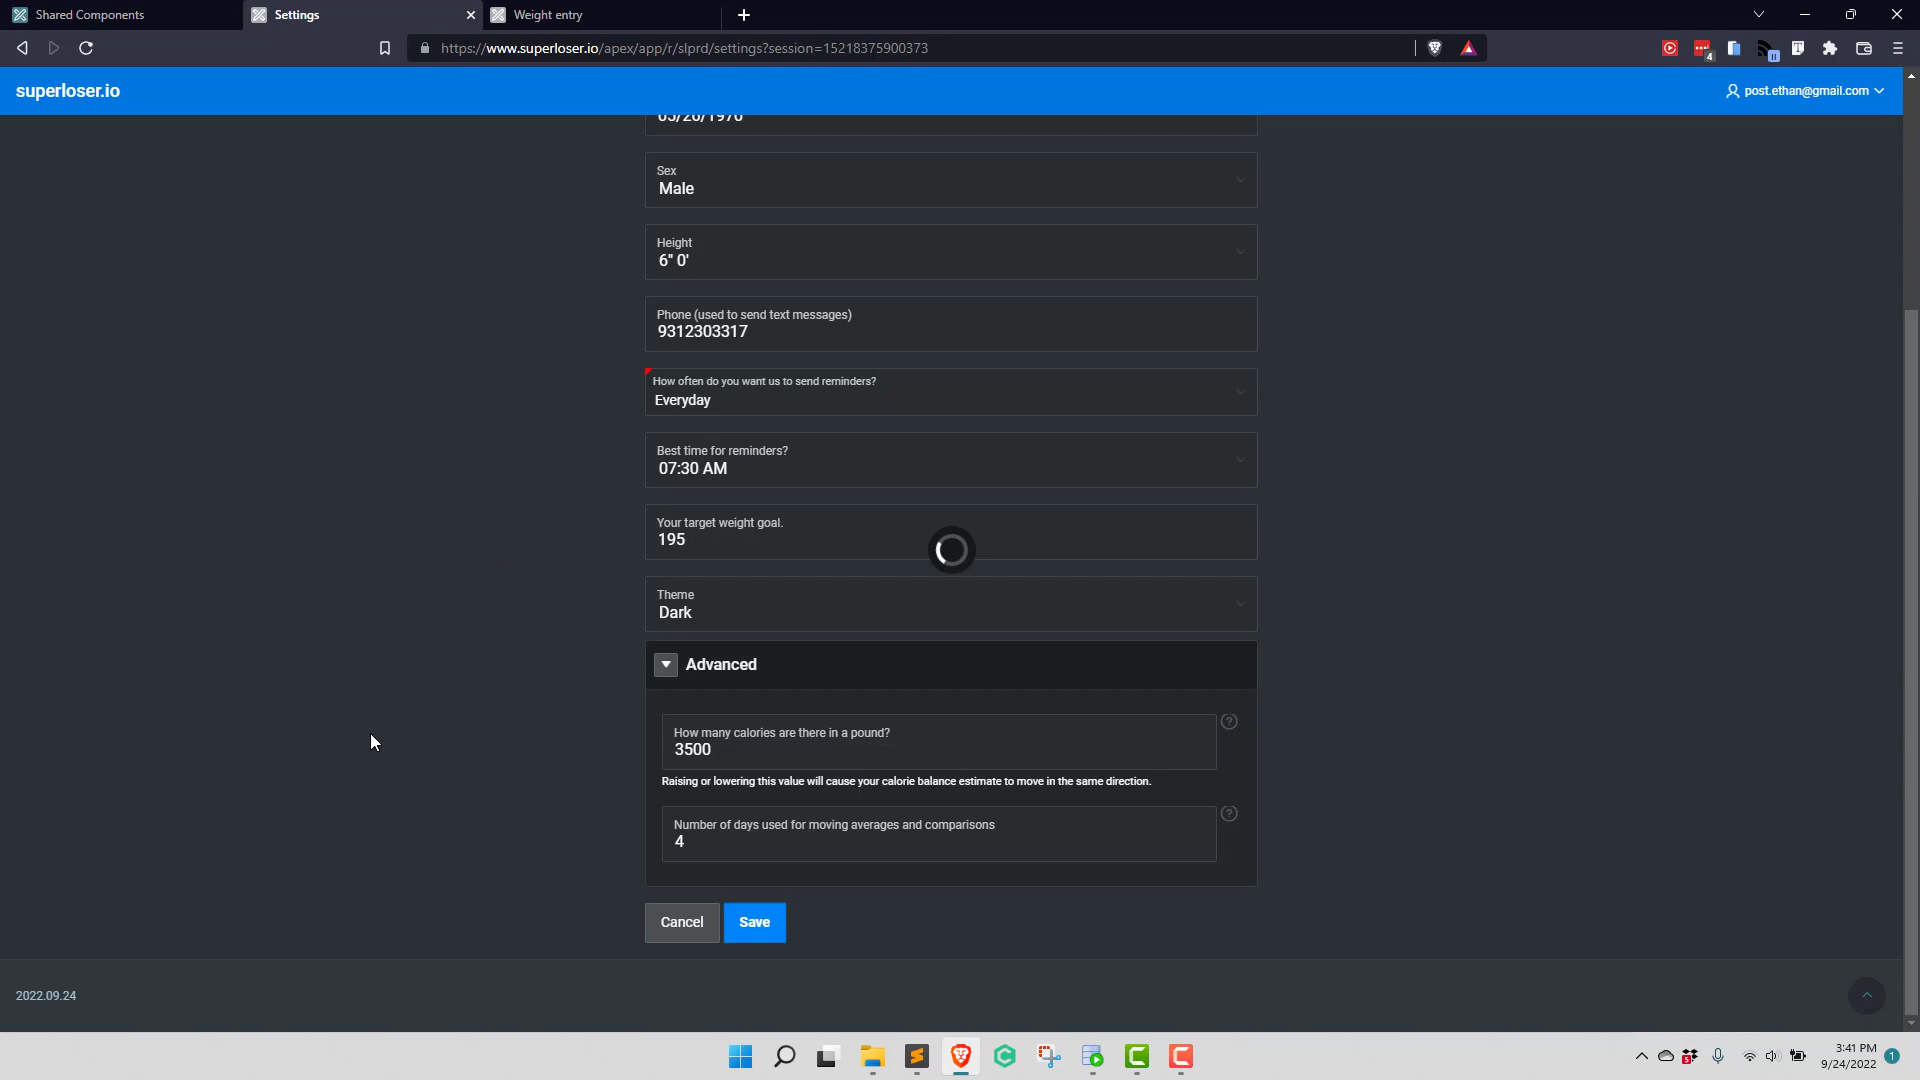 Shared Components
Settings
Weight entry
https://www.superloser.io/apex/app/r/slprd/settings?session=15218375900373
4
superloser.io
post.ethan@gmail.com
Sex
Male
Height
6" 0'
Phone (used to send text messages)
9312303317
How often do you want us to send reminders?
Everyday
Best time for reminders?
07:30 AM
Your target weight goal.
195
Theme
Dark
Advanced
How many calories are there in a pound?
3500
Raising or lowering this value will cause your calorie balance estimate to move in the same direction.
Number of days used for moving averages and comparisons
4
Cancel
Save
2022.09.24
3:41 PM
9/24/2022
1